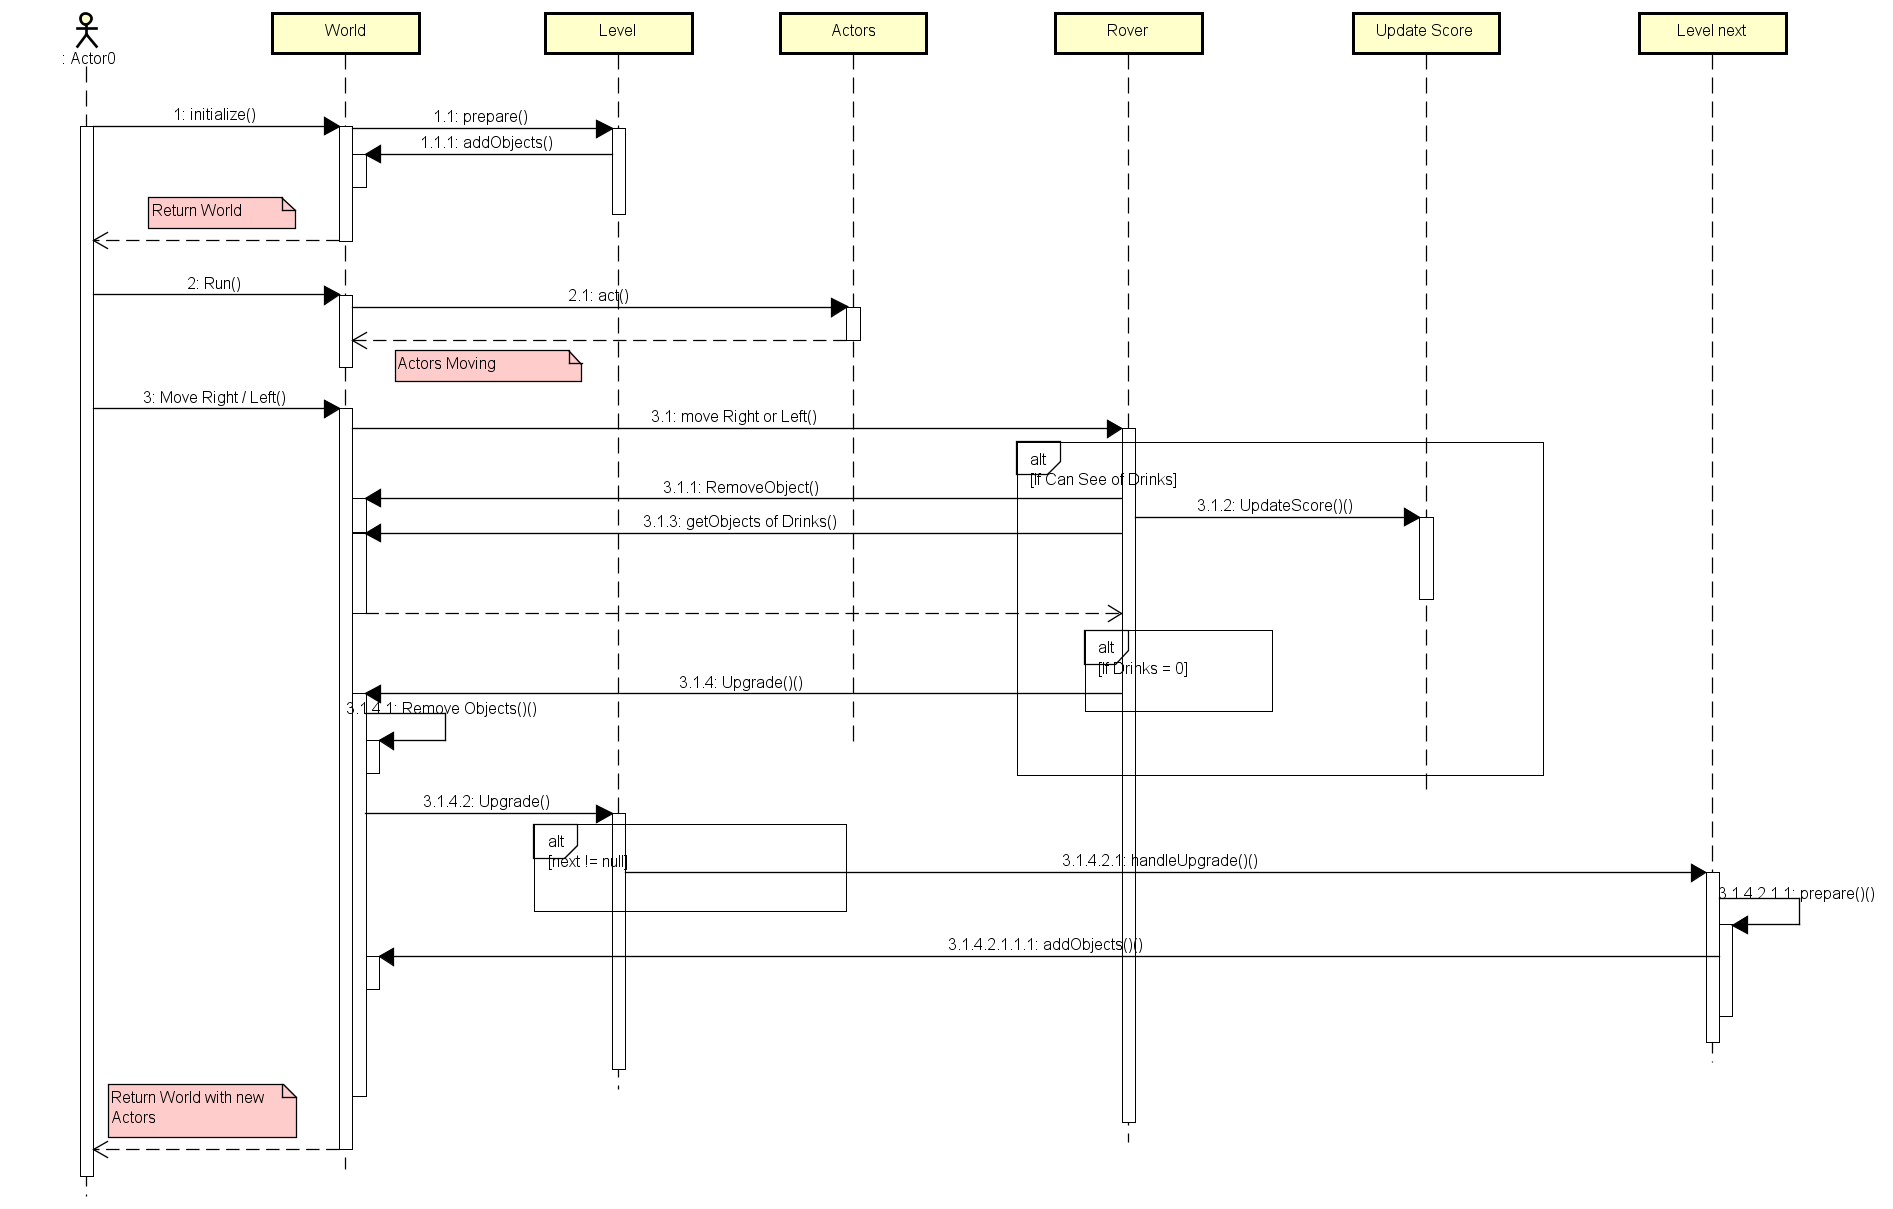 : Actor0
World
Level
Actors
Rover
Update Score
Level next
1: initialize()
1.1: prepare()
1.1.1: addObjects()
Return World
2: Run()
2.1: act()
Actors Moving
3: Move Right / Left()
3.1: move Right or Left()
alt
[If Can See of Drinks]
3.1.1: RemoveObject()
3.1.2: UpdateScore()()
3.1.3: getObjects of Drinks()
alt
[If Drinks = 0]
3.1.4: Upgrade()()
3.1.4.1: Remove Objects()()
3.1.4.2: Upgrade()
alt
[next != null]
3.1.4.2.1: handleUpgrade()()
3.1.4.2.1.1: prepare()()
3.1.4.2.1.1.1: addObjects()()
Return World with new
Actors